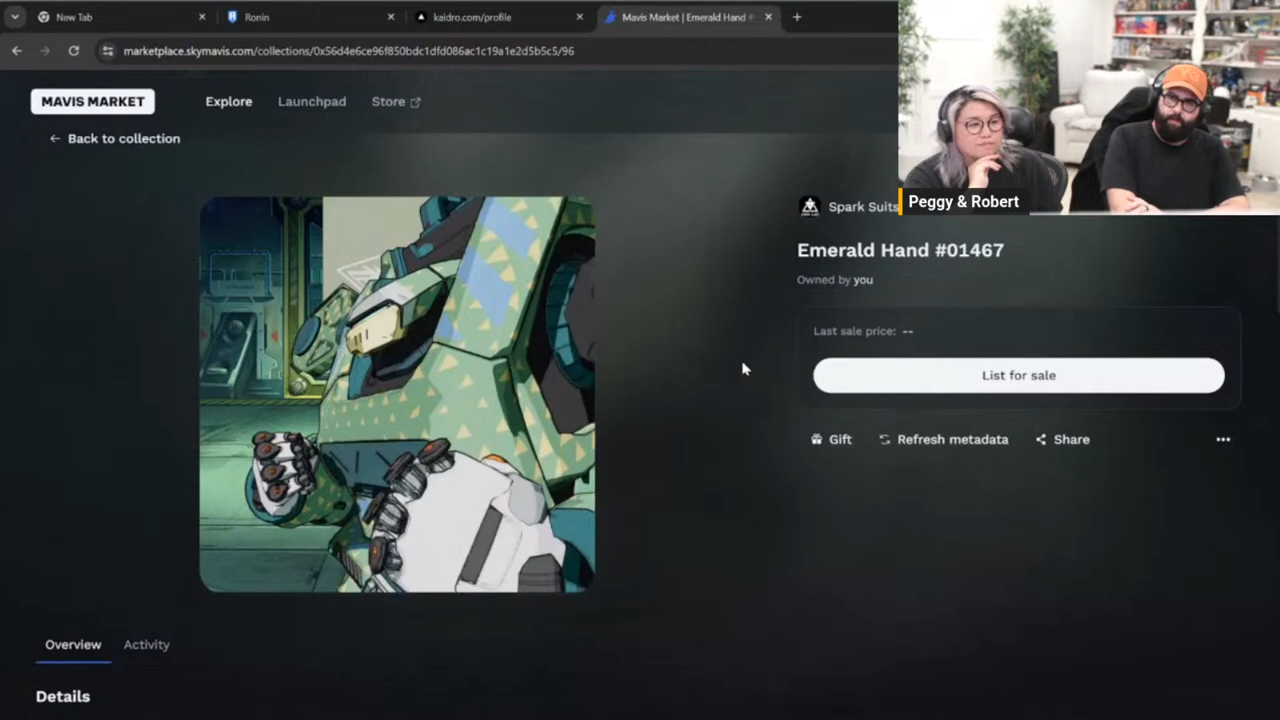 New Tab
Ronin
kaidro.com/profile
Mavis Market | Emerald Hand
marketplace.skymavis.com/collections/0x56d4e6ce96f850bdc1dfd086ac1c19a1e2d5b5c5/96
MAVIS MARKET
Explore
Launchpad
Store
Back to collection
Peggy & Robert
Spark Suits
Emerald Hand #01467
Owned by you
Last sale price: --
List for sale
Gift
Refresh metadata
Share
Overview
Activity
Details